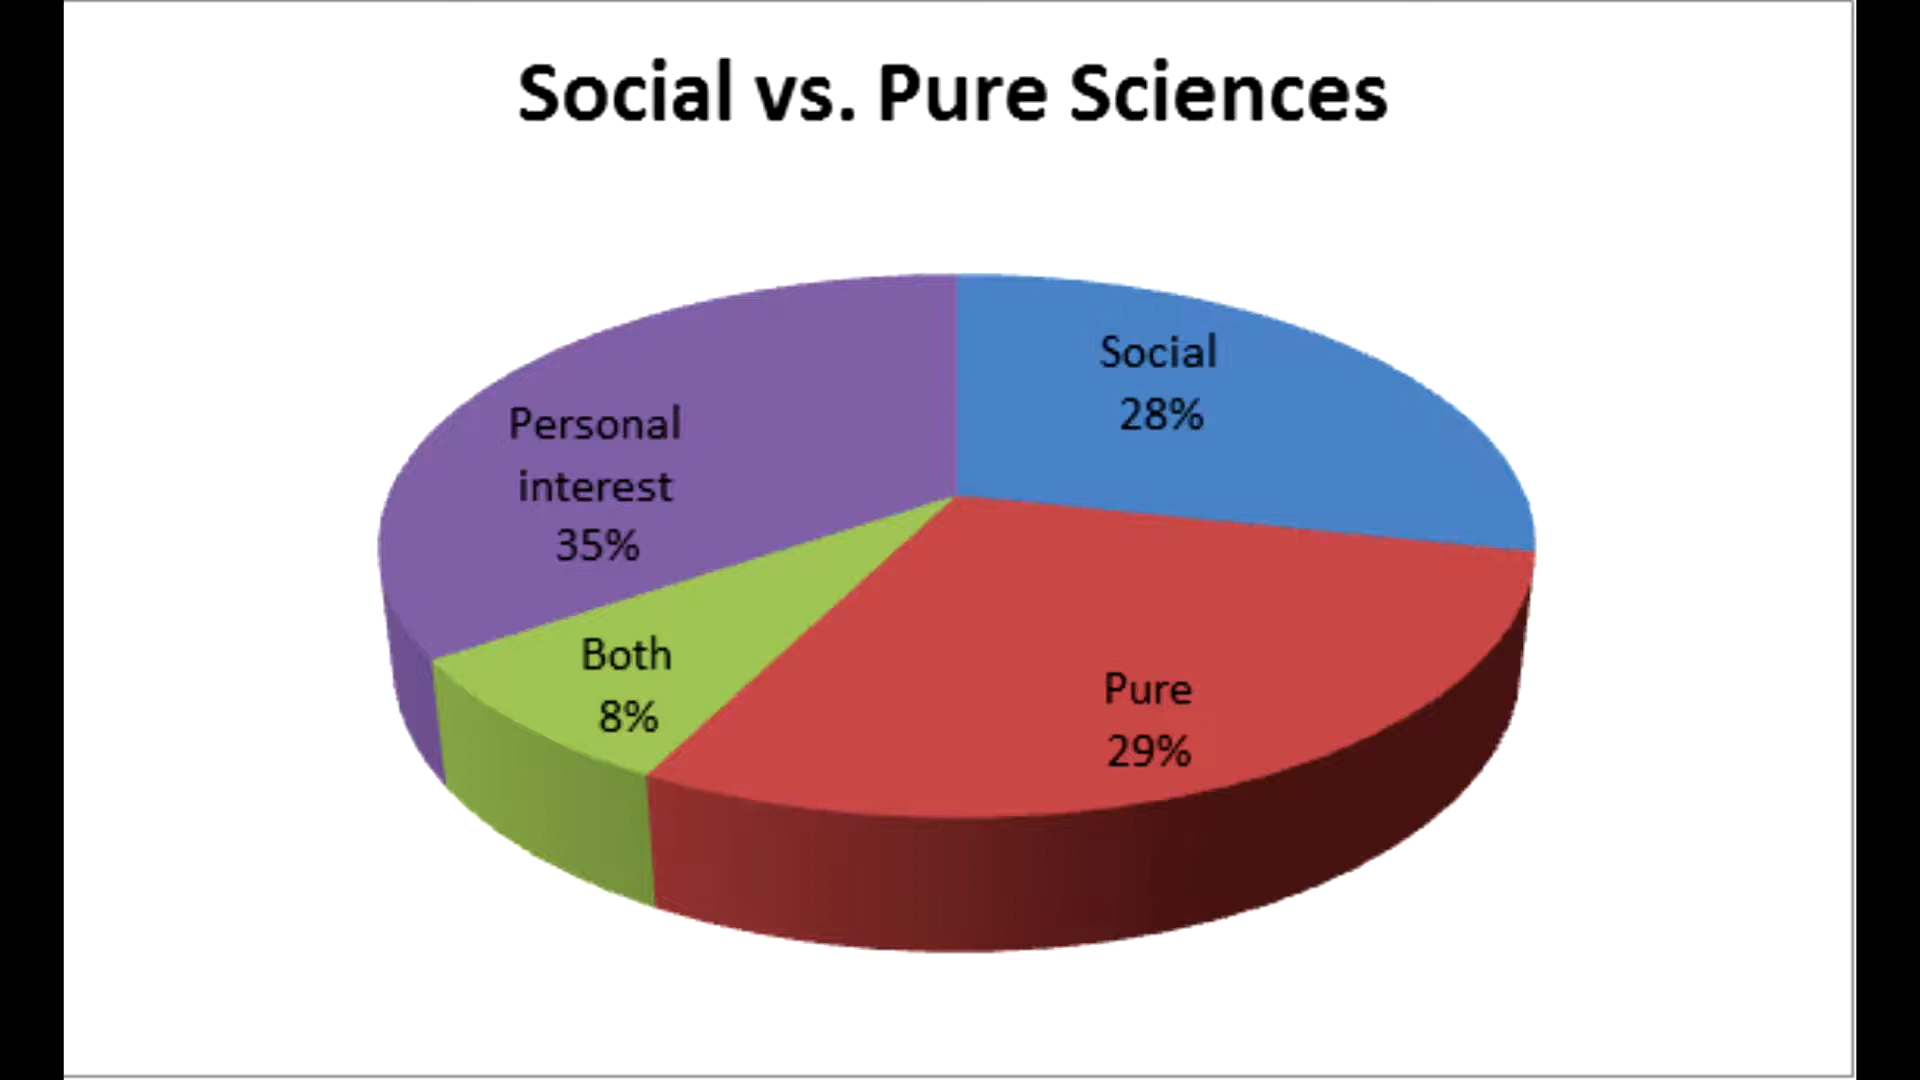 Social vs. Pure Sciences
Social
28%
Personal
interest
35%
Both
8%
Pure
29%